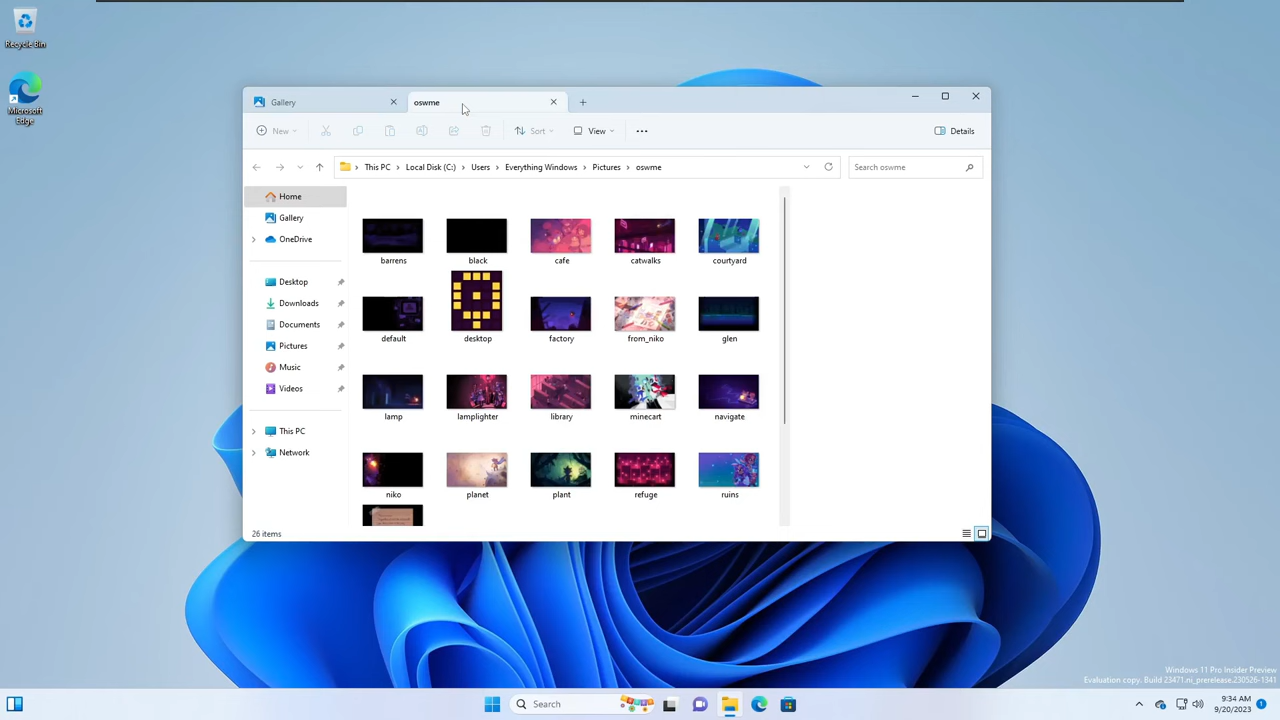 Recycle Bin
Microsoft
Edge
Gallery
oswme
New
Sort
View
Details
This PC
Local Disk (C:)
Users
Everything Windows
Pictures
oswme
Search oswme
Home
Gallery
OneDrive
Desktop
Downloads
Documents
Pictures
Music
Videos
This PC
Network
barrens
black
cafe
catwalks
courtyard
default
desktop
factory
from_niko
glen
lamp
lamplighter
library
minecart
navigate
niko
planet
plant
refuge
ruins
26 items
Windows 11 Pro Insider Preview
Evaluation copy. Build 23471.ni_prerelease.230526-1341
Search
9:34 AM
9/20/2023
1